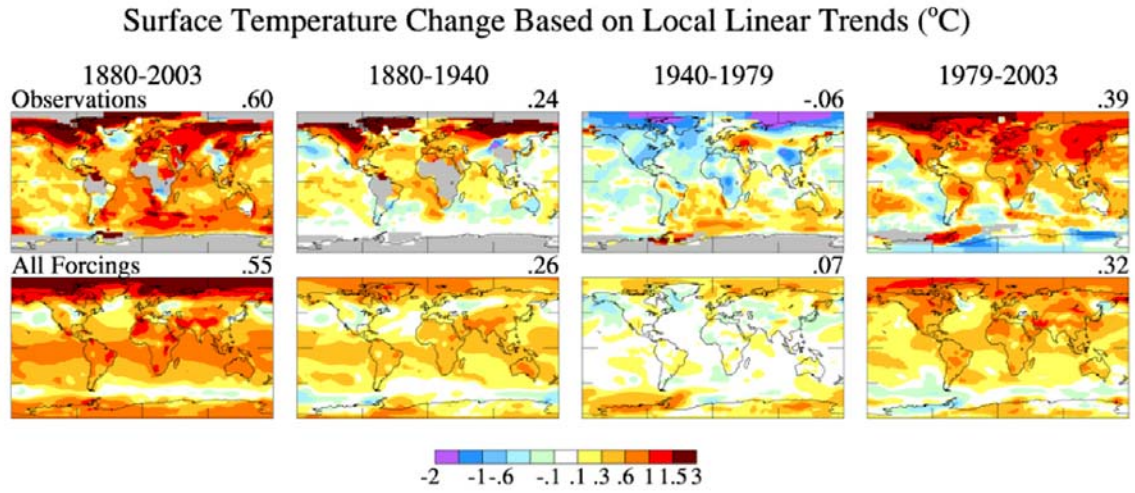 Surface Temperature Change Based on Local Linear Trends (°C)
1880-2003 1880-1940 1940-1979 1979-2003
Observations .60 .24 -.06 .39
All Forcings .55 .26 .07 .32
-2 -1 -.6 -.1 .1 .3 .6 1 1.5 3